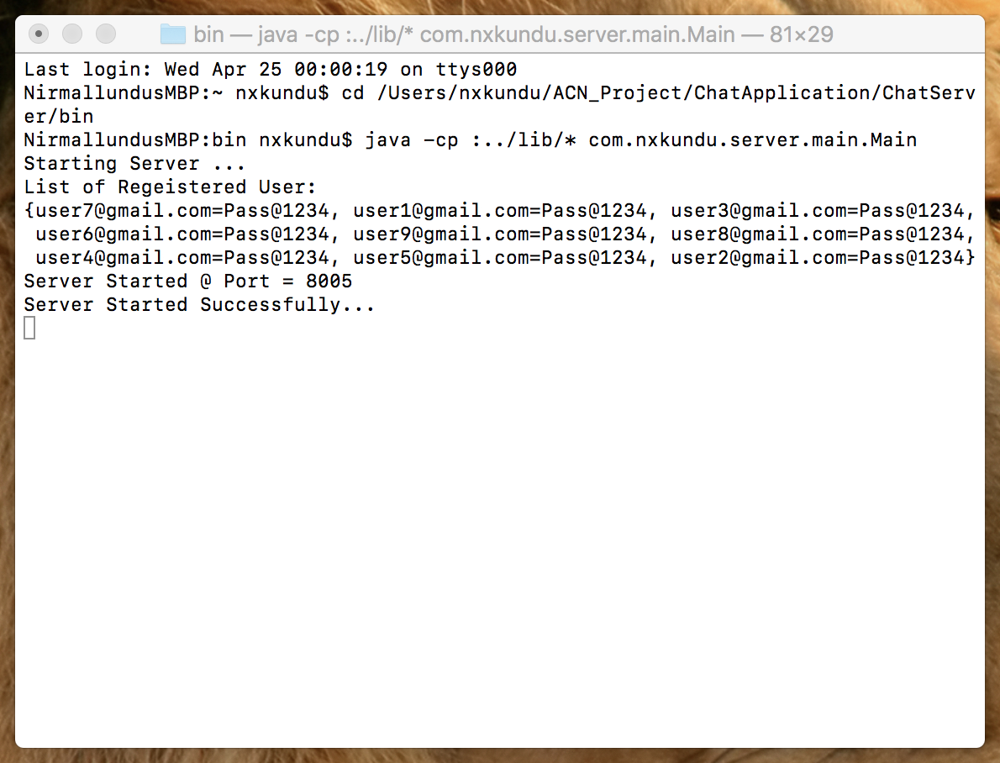 bin — java -cp :../lib/* com.nxkundu.server.main.Main — 81×29
Last login: Wed Apr 25 00:00:19 on ttys000
NirmallundusMBP:~ nxkundu$ cd /Users/nxkundu/ACN_Project/ChatApplication/ChatServ
er/bin
NirmallundusMBP:bin nxkundu$ java -cp :../lib/* com.nxkundu.server.main.Main
Starting Server ...
List of Regeistered User:
{user7@gmail.com=Pass@1234, user1@gmail.com=Pass@1234, user3@gmail.com=Pass@1234,
 user6@gmail.com=Pass@1234, user9@gmail.com=Pass@1234, user8@gmail.com=Pass@1234,
 user4@gmail.com=Pass@1234, user5@gmail.com=Pass@1234, user2@gmail.com=Pass@1234}
Server Started @ Port = 8005
Server Started Successfully...